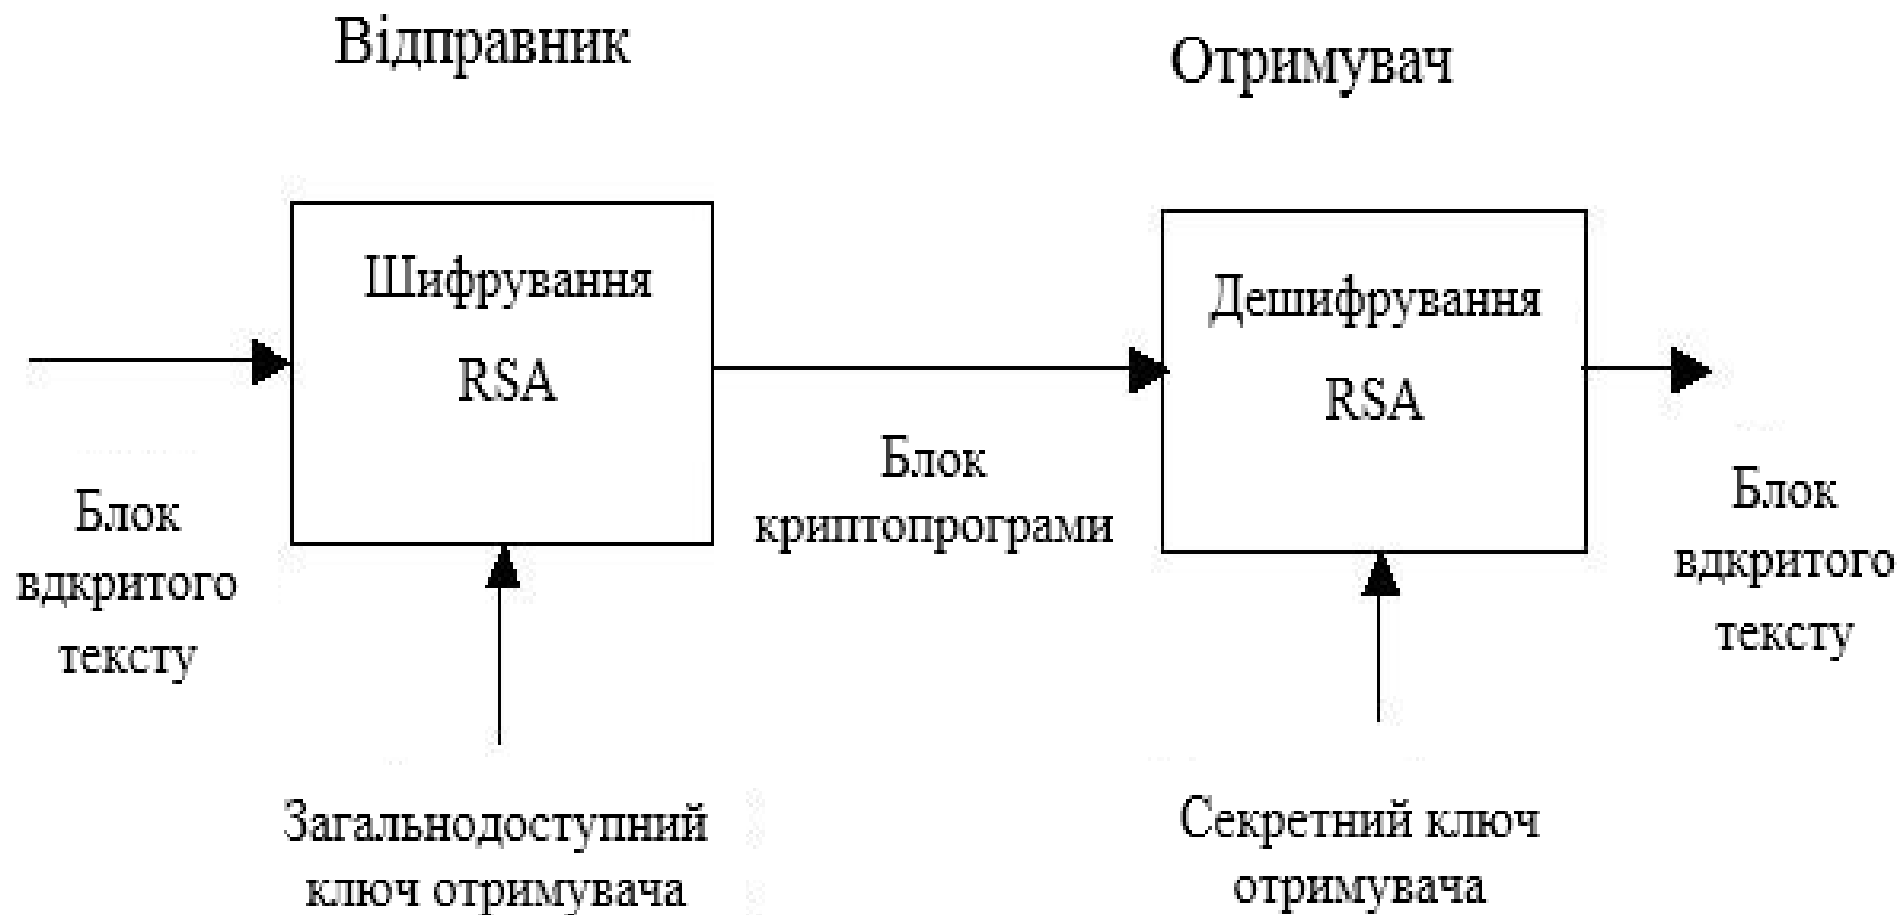 Відправник
Отримувач
Шифрування
RSA
Дешифрування
RSA
Блок
вдкритого
тексту
Блок
криптопрограми
Блок
вдкритого
тексту
Загальнодоступний
ключ отримувача
Секретний ключ
отримувача